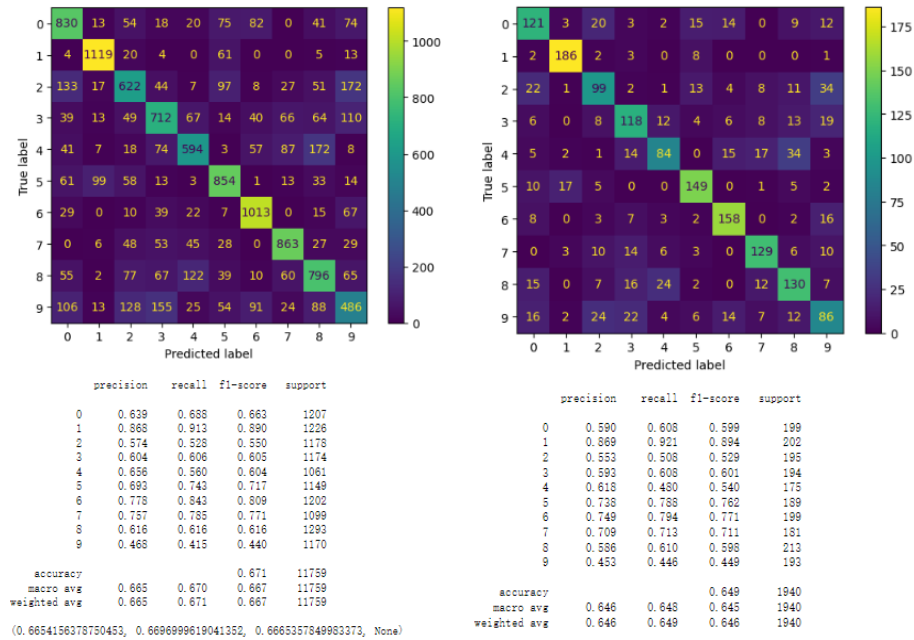 0 830 13 54 18 20 75 82 0 41 74
1 4 1119 24 4 0 61 0 0 5 13
2 133 17 622 44 7 97 8 27 51 172
3 39 13 49 712 67 14 40 66 64 110
4 41 7 18 74 594 3 57 87 172 8
5 61 99 58 13 3 854 1 13 33 14
6 29 0 10 39 22 7 1013 0 15 67
7 0 6 48 53 45 28 0 863 27 29
8 55 2 77 67 122 39 10 60 796 65
9 106 13 128 155 25 54 91 24 88 486
0 1 2 3 4 5 6 7 8 9
Predicted label
True label
1000
800
600
400
200
0
0 121 3 20 3 2 15 14 0 9 12
1 2 186 2 3 0 8 0 0 0 1
2 22 1 99 2 1 13 4 8 11 34
3 6 0 8 118 12 4 6 8 13 19
4 5 2 1 14 84 0 15 17 34 3
5 10 17 5 0 0 149 0 1 5 2
6 8 0 3 7 3 2 158 0 2 16
7 0 3 10 14 6 3 0 129 6 10
8 15 0 7 16 24 2 0 12 130 7
9 16 2 24 22 4 6 14 7 12 86
0 1 2 3 4 5 6 7 8 9
Predicted label
True label
175
150
125
100
75
50
25
0
precision recall f1-score support
0 0.639 0.688 0.663 1207
1 0.868 0.913 0.890 1226
2 0.574 0.528 0.550 1178
3 0.604 0.606 0.605 1174
4 0.656 0.560 0.604 1061
5 0.693 0.743 0.717 1149
6 0.778 0.843 0.809 1202
7 0.757 0.785 0.771 1099
8 0.616 0.616 0.616 1293
9 0.468 0.415 0.440 1170
accuracy 0.671 11759
macro avg 0.665 0.670 0.667 11759
weighted avg 0.665 0.671 0.667 11759
(0.6654156378750453, 0.6696999619041352, 0.6665357849983373, None)
precision recall f1-score support
0 0.590 0.608 0.599 199
1 0.869 0.921 0.894 202
2 0.553 0.508 0.529 195
3 0.593 0.608 0.601 194
4 0.618 0.480 0.540 175
5 0.738 0.788 0.762 189
6 0.749 0.794 0.771 199
7 0.709 0.713 0.711 181
8 0.586 0.610 0.598 213
9 0.453 0.446 0.449 193
accuracy 0.649 1940
macro avg 0.646 0.648 0.645 1940
weighted avg 0.646 0.649 0.646 1940